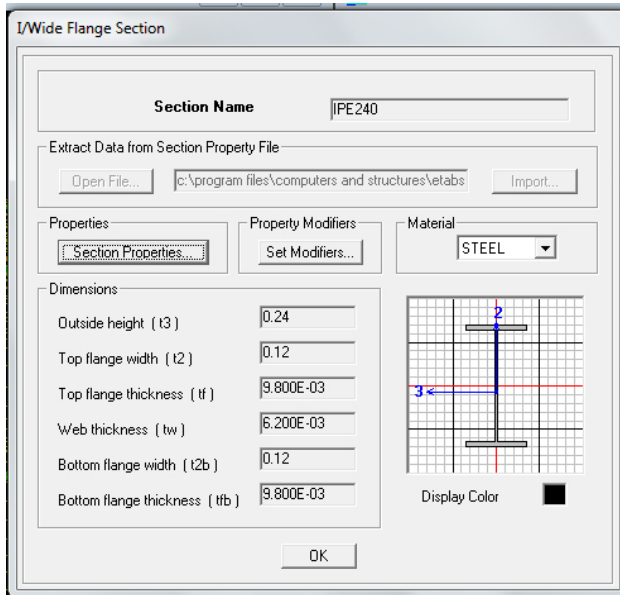 I/Wide Flange Section
Section Name IPE240
Extract Data from Section Property File
Open File... c:\program files\computers and structures\etabs Import...
Properties Property Modifiers Material
Section Properties... Set Modifiers... STEEL
Dimensions
Outside height ( t3 ) 0.24
Top flange width ( t2 ) 0.12
Top flange thickness ( tf ) 9.800E-03
Web thickness ( tw ) 6.200E-03
Bottom flange width ( t2b ) 0.12
Bottom flange thickness ( tfb ) 9.800E-03
2
3
Display Color
OK